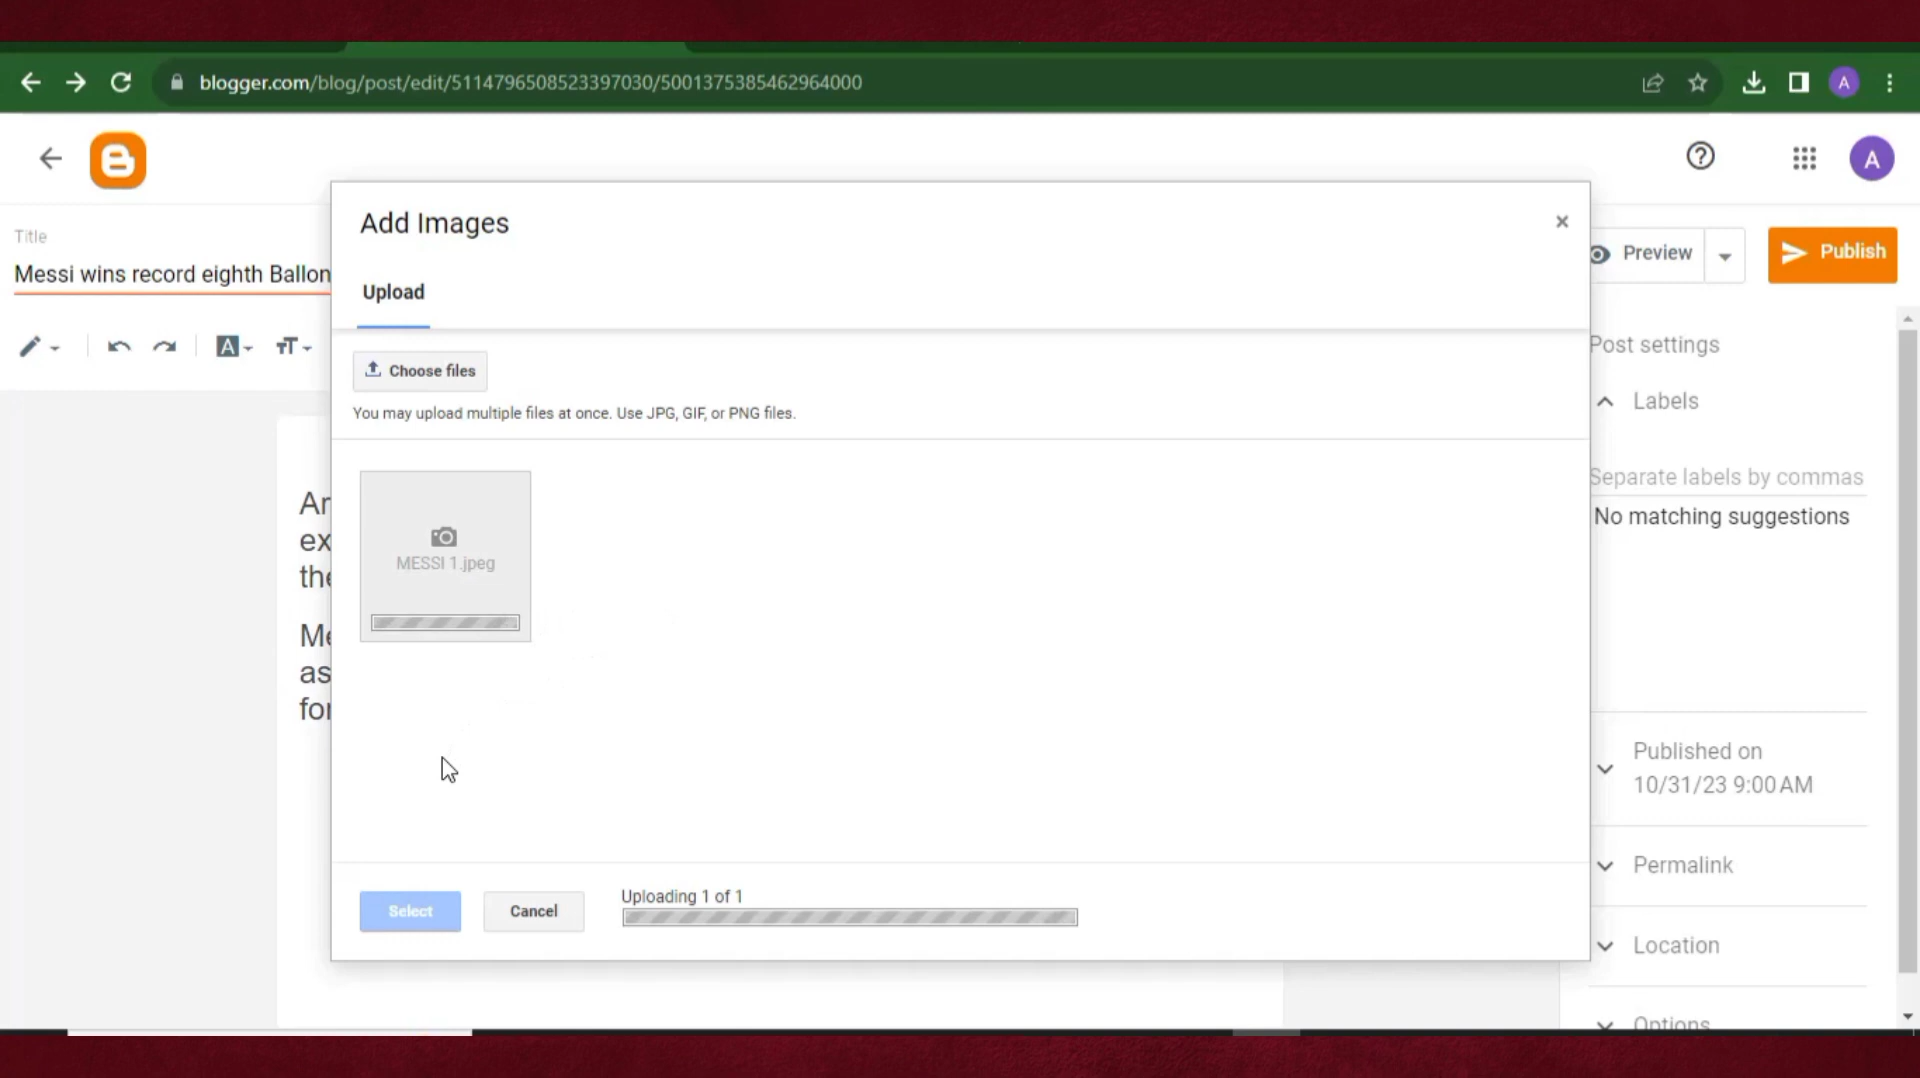 blogger.com/blog/post/edit/5114796508523397030/5001375385462964000
A
A
Title
Messi wins record eighth Ballon
Add Images
×
Preview
Publish
Upload
A
Choose files
You may upload multiple files at once. Use JPG, GIF, or PNG files.
MESSI 1.jpeg
the
as
for
Select
Cancel
Uploading 1 of 1
Post settings
Labels
Separate labels by commas
No matching suggestions
Published on
10/31/23 9:00 AM
Permalink
Location
Options